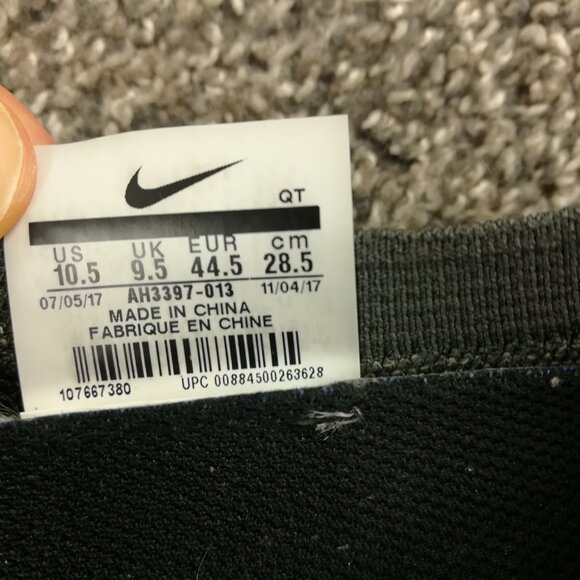 QT
US UK EUR cm
10.5 9.5 44.5 28.5
07/05/17 AH3397-013 11/04/17
MADE IN CHINA
FABRIQUE EN CHINE
107667380 UPC 00884500263628